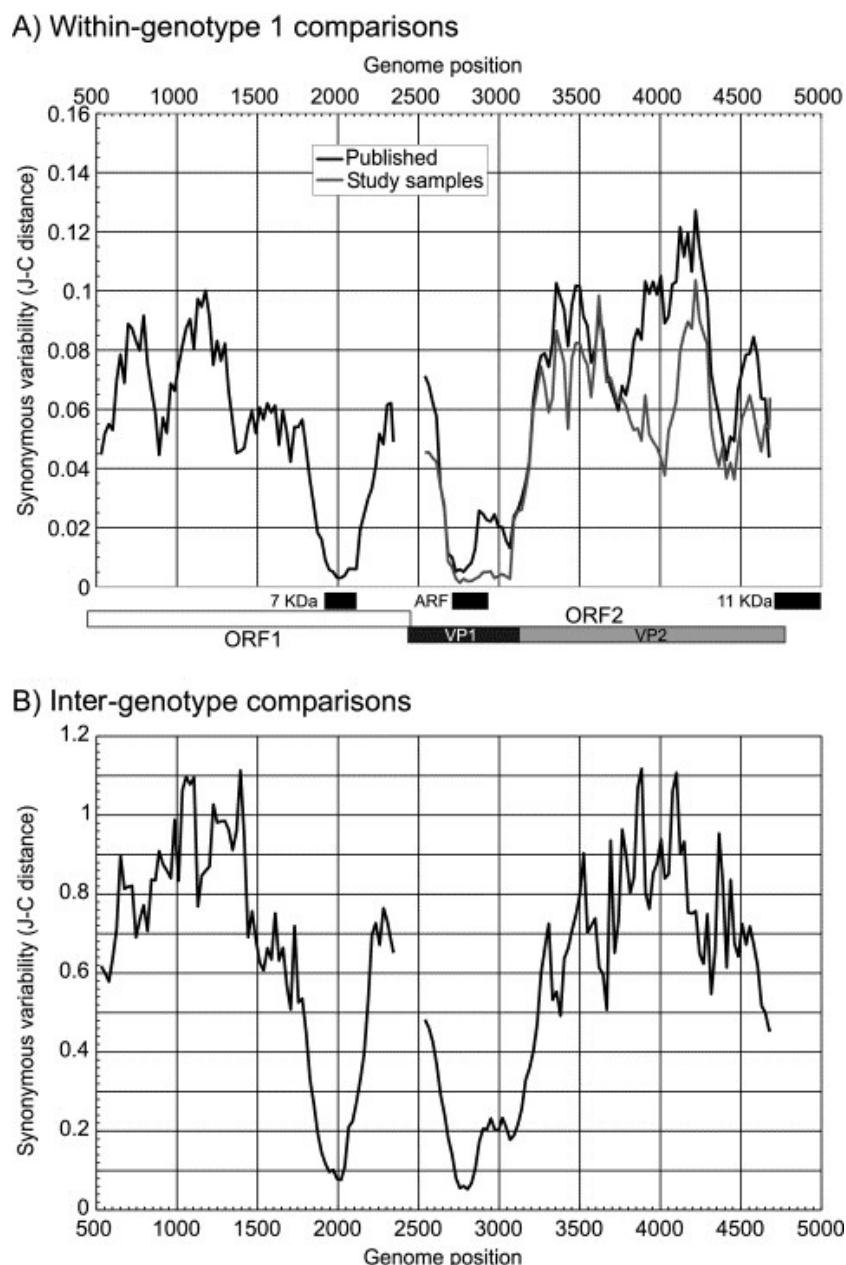 A) Within-genotype 1 comparisons
Genome position
500 1000 1500 2000 2500 3000 3500 4000 4500 5000
0.16
0.14
0.12
0.1
0.08
0.06
0.04
0.02
0
Synonymous variability (J-C distance)
Published
Study samples
7 KDa ARF 11 KDa
ORF1 ORF2
VP1 VP2
B) Inter-genotype comparisons
1.2
1
0.8
0.6
0.4
0.2
0
Synonymous variability (J-C distance)
500 1000 1500 2000 2500 3000 3500 4000 4500 5000
Genome position